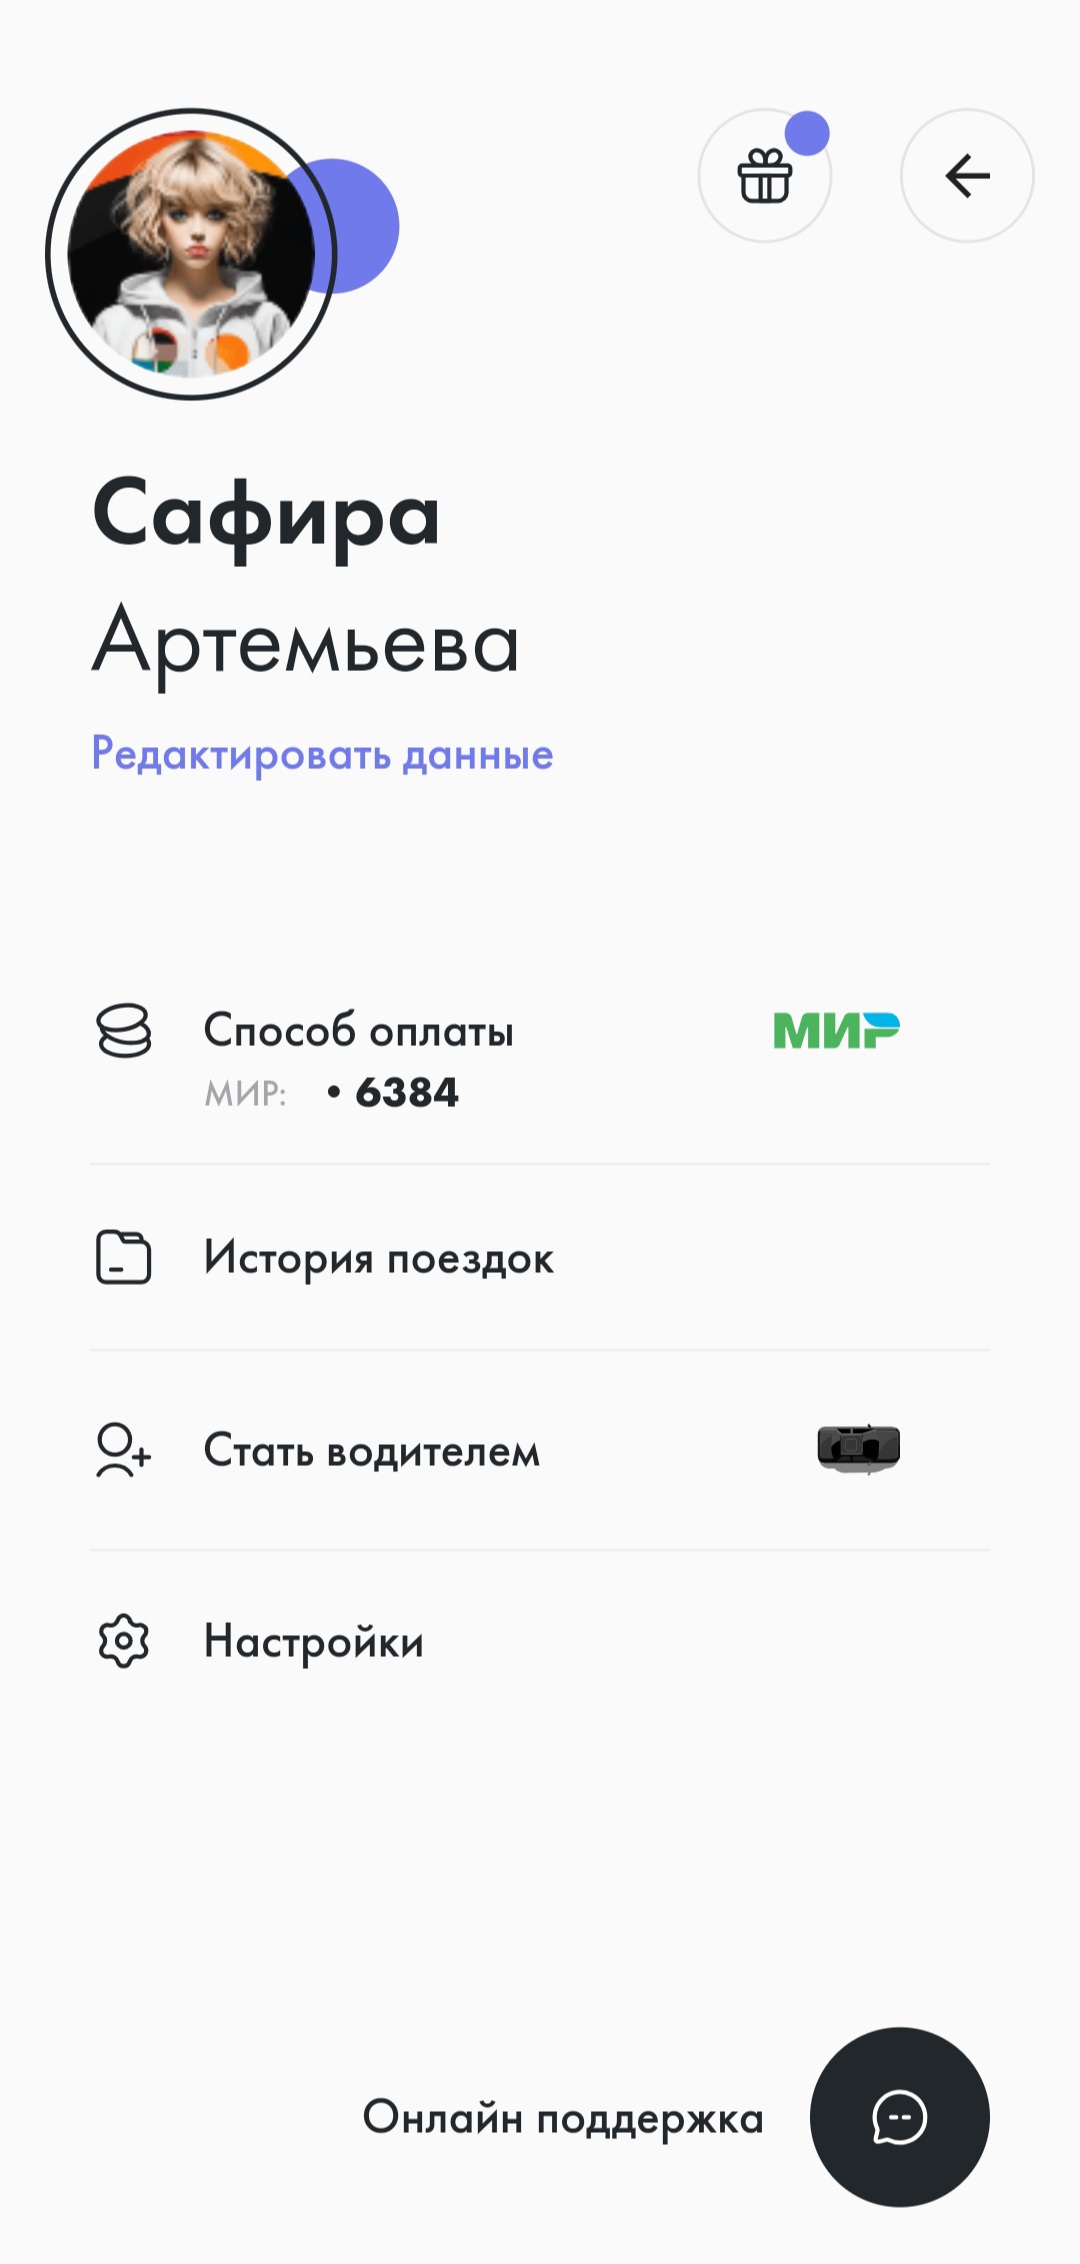 Сафира
Артемьева
Редактировать данные
Способ оплаты
МИР
МИР: • 6384
История поездок
Стать водителем
Настройки
Онлайн поддержка